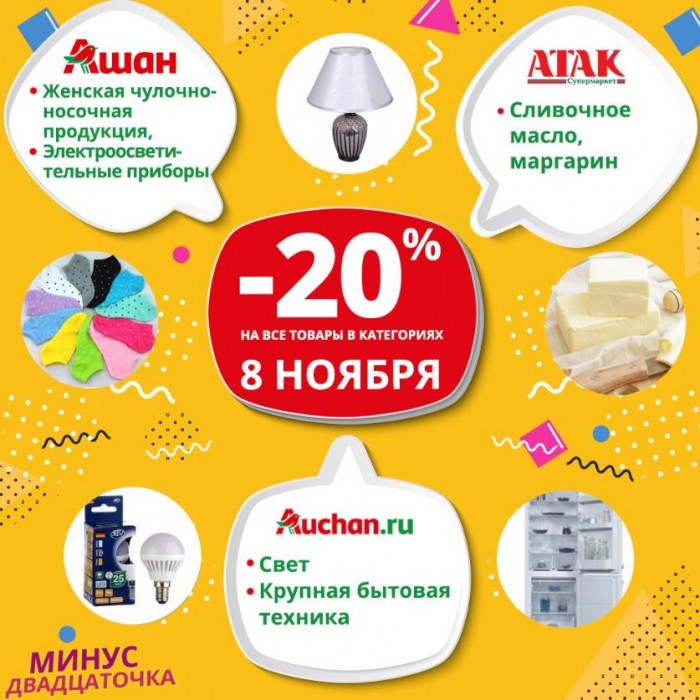 Ашан
• Женская чулочно-
носочная
продукция,
• Электроосвети-
тельные приборы
АТАК
Супермаркет
• Сливочное
масло,
маргарин
-20%
НА ВСЕ ТОВАРЫ В КАТЕГОРИЯХ
8 НОЯБРЯ
Auchan.ru
• Свет
• Крупная бытовая
техника
25
МИНУС
ДВАДЦАТОЧКА